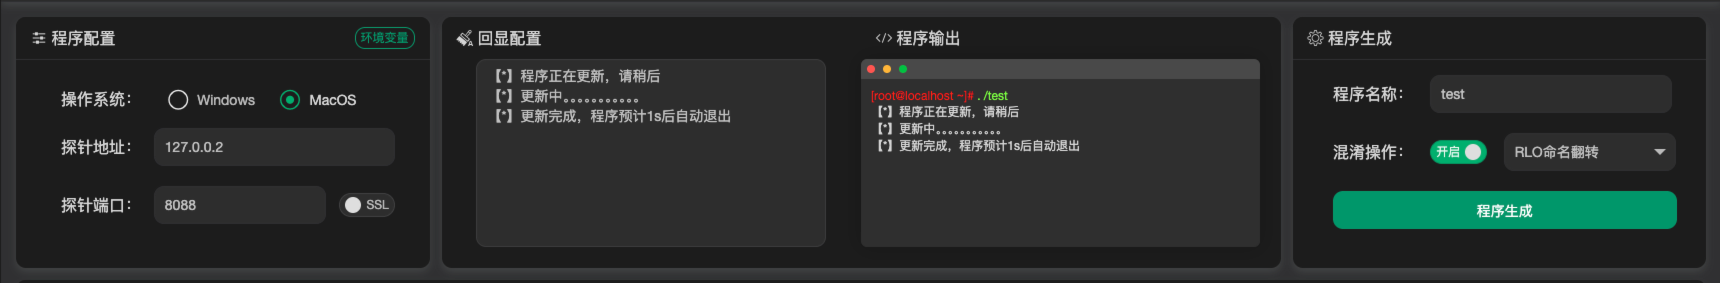 程序配置
环境变量
操作系统：
Windows
MacOS
探针地址：
127.0.0.2
探针端口：
8088
SSL
回显配置
【*】程序正在更新，请稍后
【*】更新中。。。。。。。。。。。
【*】更新完成，程序预计1s后自动退出
</> 程序输出
[root@localhost ~]# . /test
【*】程序正在更新，请稍后
【*】更新中。。。。。。。。。。。
【*】更新完成，程序预计1s后自动退出
程序生成
程序名称：
test
混淆操作：
开启
RLO命名翻转
程序生成